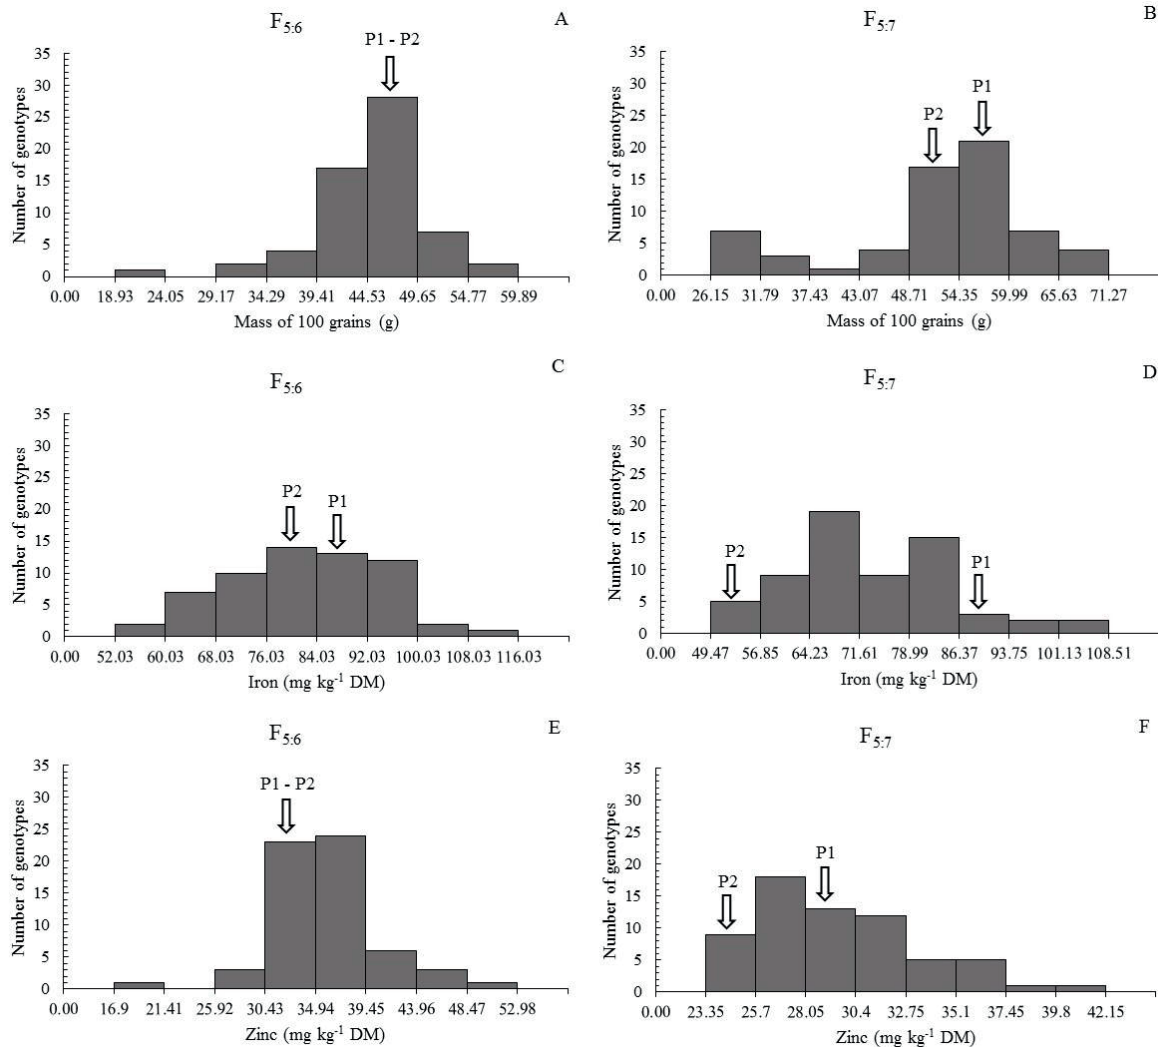 F5:6
A
P1 - P2
Number of genotypes
35
30
25
20
15
10
5
0
0.00 18.93 24.05 29.17 34.29 39.41 44.53 49.65 54.77 59.89
Mass of 100 grains (g)
F5:7
B
P2
P1
Number of genotypes
35
30
25
20
15
10
5
0
0.00 26.15 31.79 37.43 43.07 48.71 54.35 59.99 65.63 71.27
Mass of 100 grains (g)
F5:6
C
P2
P1
Number of genotypes
35
30
25
20
15
10
5
0
0.00 52.03 60.03 68.03 76.03 84.03 92.03 100.03 108.03 116.03
Iron (mg kg-1 DM)
F5:7
D
P2
P1
Number of genotypes
35
30
25
20
15
10
5
0
0.00 49.47 56.85 64.23 71.61 78.99 86.37 93.75 101.13 108.51
Iron (mg kg-1 DM)
F5:6
E
P1 - P2
Number of genotypes
35
30
25
20
15
10
5
0
0.00 16.9 21.41 25.92 30.43 34.94 39.45 43.96 48.47 52.98
Zinc (mg kg-1 DM)
F5:7
F
P2
P1
Number of genotypes
35
30
25
20
15
10
5
0
0.00 23.35 25.7 28.05 30.4 32.75 35.1 37.45 39.8 42.15
Zinc (mg kg-1 DM)